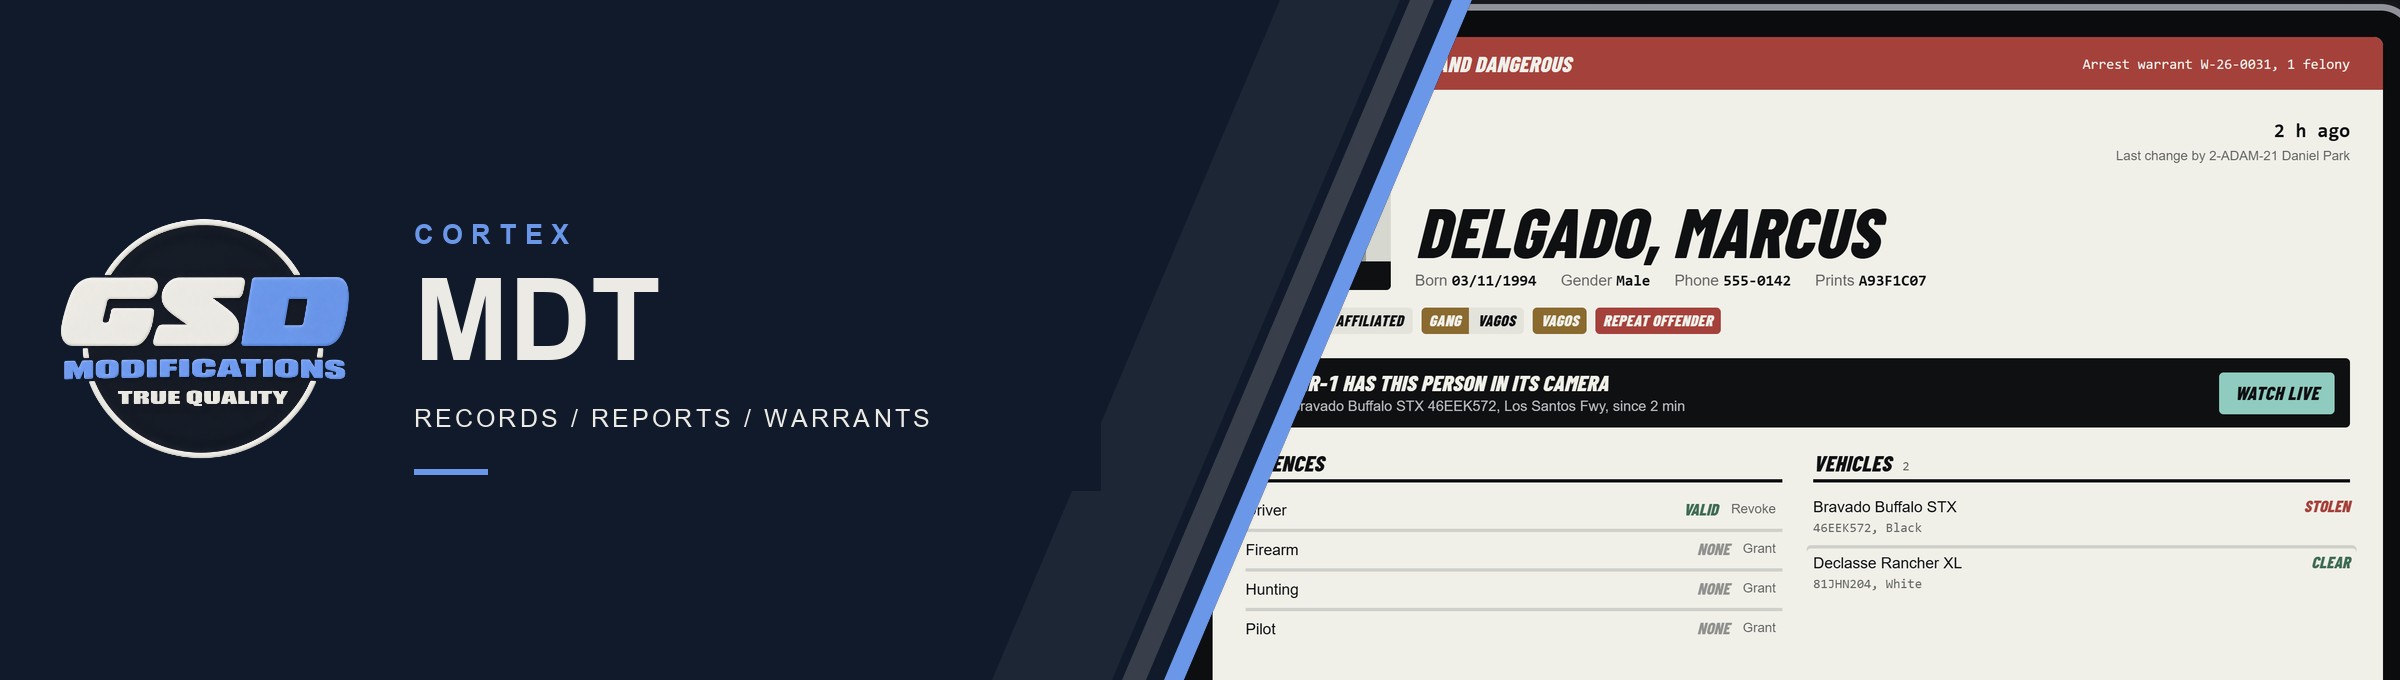 GSD
MODIFICATIONS
TRUE QUALITY
CORTEX
MDT
RECORDS / REPORTS / WARRANTS
AND DANGEROUS
Arrest warrant W-26-0031, 1 felony
2 h ago
Last change by 2-ADAM-21 Daniel Park
DELGADO, MARCUS
Born 03/11/1994 Gender Male Phone 555-0142 Prints A93F1C07
AFFILIATED GANG VAGOS VAGOS REPEAT OFFENDER
R-1 HAS THIS PERSON IN ITS CAMERA
Bravado Buffalo STX 46EEK572, Los Santos Fwy, since 2 min
WATCH LIVE
ENCES
Driver VALID Revoke
Firearm NONE Grant
Hunting NONE Grant
Pilot NONE Grant
VEHICLES 2
Bravado Buffalo STX STOLEN
46EEK572, Black
Declasse Rancher XL CLEAR
81JHN204, White